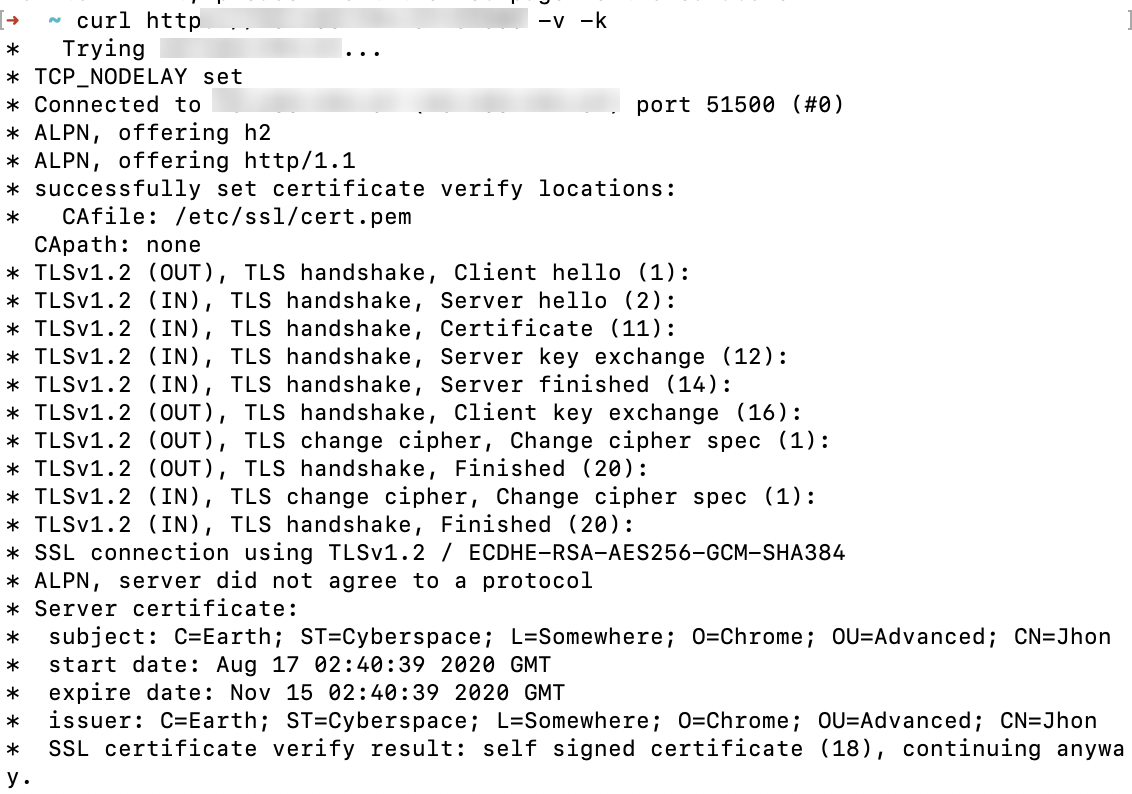 ➜ ~ curl http -v -k
* Trying ...
* TCP_NODELAY set
* Connected to port 51500 (#0)
* ALPN, offering h2
* ALPN, offering http/1.1
* successfully set certificate verify locations:
* CAfile: /etc/ssl/cert.pem
CApath: none
* TLSv1.2 (OUT), TLS handshake, Client hello (1):
* TLSv1.2 (IN), TLS handshake, Server hello (2):
* TLSv1.2 (IN), TLS handshake, Certificate (11):
* TLSv1.2 (IN), TLS handshake, Server key exchange (12):
* TLSv1.2 (IN), TLS handshake, Server finished (14):
* TLSv1.2 (OUT), TLS handshake, Client key exchange (16):
* TLSv1.2 (OUT), TLS change cipher, Change cipher spec (1):
* TLSv1.2 (OUT), TLS handshake, Finished (20):
* TLSv1.2 (IN), TLS change cipher, Change cipher spec (1):
* TLSv1.2 (IN), TLS handshake, Finished (20):
* SSL connection using TLSv1.2 / ECDHE-RSA-AES256-GCM-SHA384
* ALPN, server did not agree to a protocol
* Server certificate:
* subject: C=Earth; ST=Cyberspace; L=Somewhere; O=Chrome; OU=Advanced; CN=Jhon
* start date: Aug 17 02:40:39 2020 GMT
* expire date: Nov 15 02:40:39 2020 GMT
* issuer: C=Earth; ST=Cyberspace; L=Somewhere; O=Chrome; OU=Advanced; CN=Jhon
* SSL certificate verify result: self signed certificate (18), continuing anywa
y.